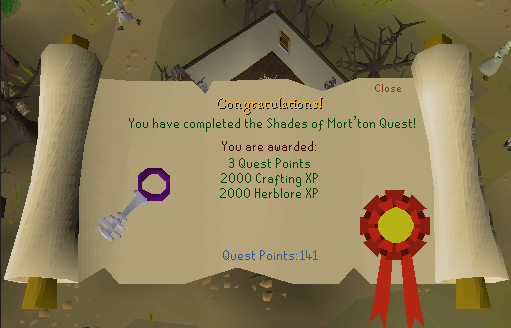 Close
Congratulations!
You have completed the Shades of Mort'ton Quest!
You are awarded:
3 Quest Points
2000 Crafting XP
2000 Herblore XP
Quest Points: 141